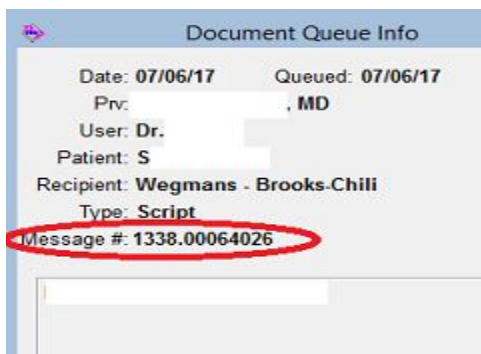 Document Queue Info
Date: 07/06/17 Queued: 07/06/17
Prv: , MD
User: Dr.
Patient: S
Recipient: Wegmans - Brooks-Chili
Type: Script
Message #: 1338.00064026